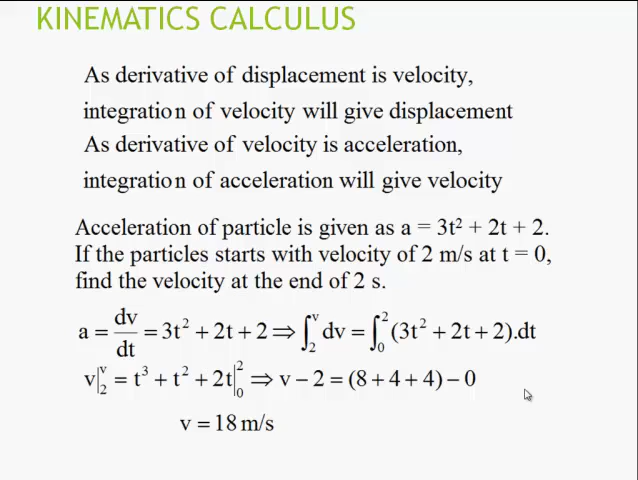 KINEMATICS CALCULUS
As derivative of displacement is velocity,
integration of velocity will give displacement
As derivative of velocity is acceleration,
integration of acceleration will give velocity
Acceleration of particle is given as a = 3t² + 2t + 2.
If the particles starts with velocity of 2 m/s at t = 0,
find the velocity at the end of 2 s.
a = dv/dt = 3t² + 2t + 2 ⇒ ∫₂ᵛ dv = ∫₀² (3t² + 2t + 2).dt
v|₂ᵛ = t³ + t² + 2t|₀² ⇒ v − 2 = (8 + 4 + 4) − 0
v = 18 m/s